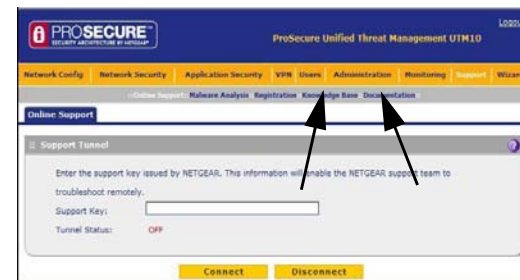 PROSECURE™
SECURITY ARCHITECTURE BY NETGEAR®
ProSecure Unified Threat Management UTM10
Network Config Network Security Application Security VPN Users Administration Monitoring Support
Online Support: Malware Analysis Registration Knowledge Base Documentation
Online Support
Support Tunnel
Enter the support key issued by NETGEAR. This information will enable the NETGEAR support team to
troubleshoot remotely.
Support Key:
Tunnel Status: OFF
Connect Disconnect